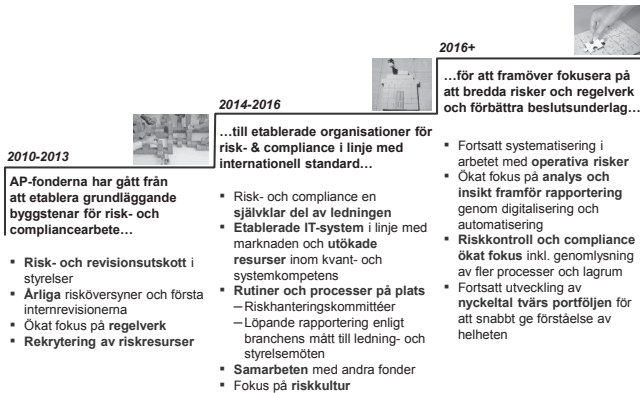 2010-2013
AP-fonderna har gått från
att etablera grundläggande
byggstenar för risk- och
compliancearbete…
▪ Risk- och revisionsutskott i
styrelser
▪ Årliga risköversyner och första
internrevisionerna
▪ Ökat fokus på regelverk
▪ Rekrytering av riskresurser
2014-2016
…till etablerade organisationer för
risk- & compliance i linje med
internationell standard…
▪ Risk- och compliance en
självklar del av ledningen
▪ Etablerade IT-system i linje med
marknaden och utökade
resurser inom kvant- och
systemkompetens
▪ Rutiner och processer på plats
–Riskhanteringskommittéer
–Löpande rapportering enligt
branschens mått till ledning- och
styrelsemöten
▪ Samarbeten med andra fonder
▪ Fokus på riskkultur
2016+
…för att framöver fokusera på
att bredda risker och regelverk
och förbättra beslutsunderlag…
▪ Fortsatt systematisering i
arbetet med operativa risker
▪ Ökat fokus på analys och
insikt framför rapportering
genom digitalisering och
automatisering
▪ Riskkontroll och compliance
ökat fokus inkl. genomlysning
av fler processer och lagrum
▪ Fortsatt utveckling av
nyckeltal tvärs portföljen för
att snabbt ge förståelse av
helheten